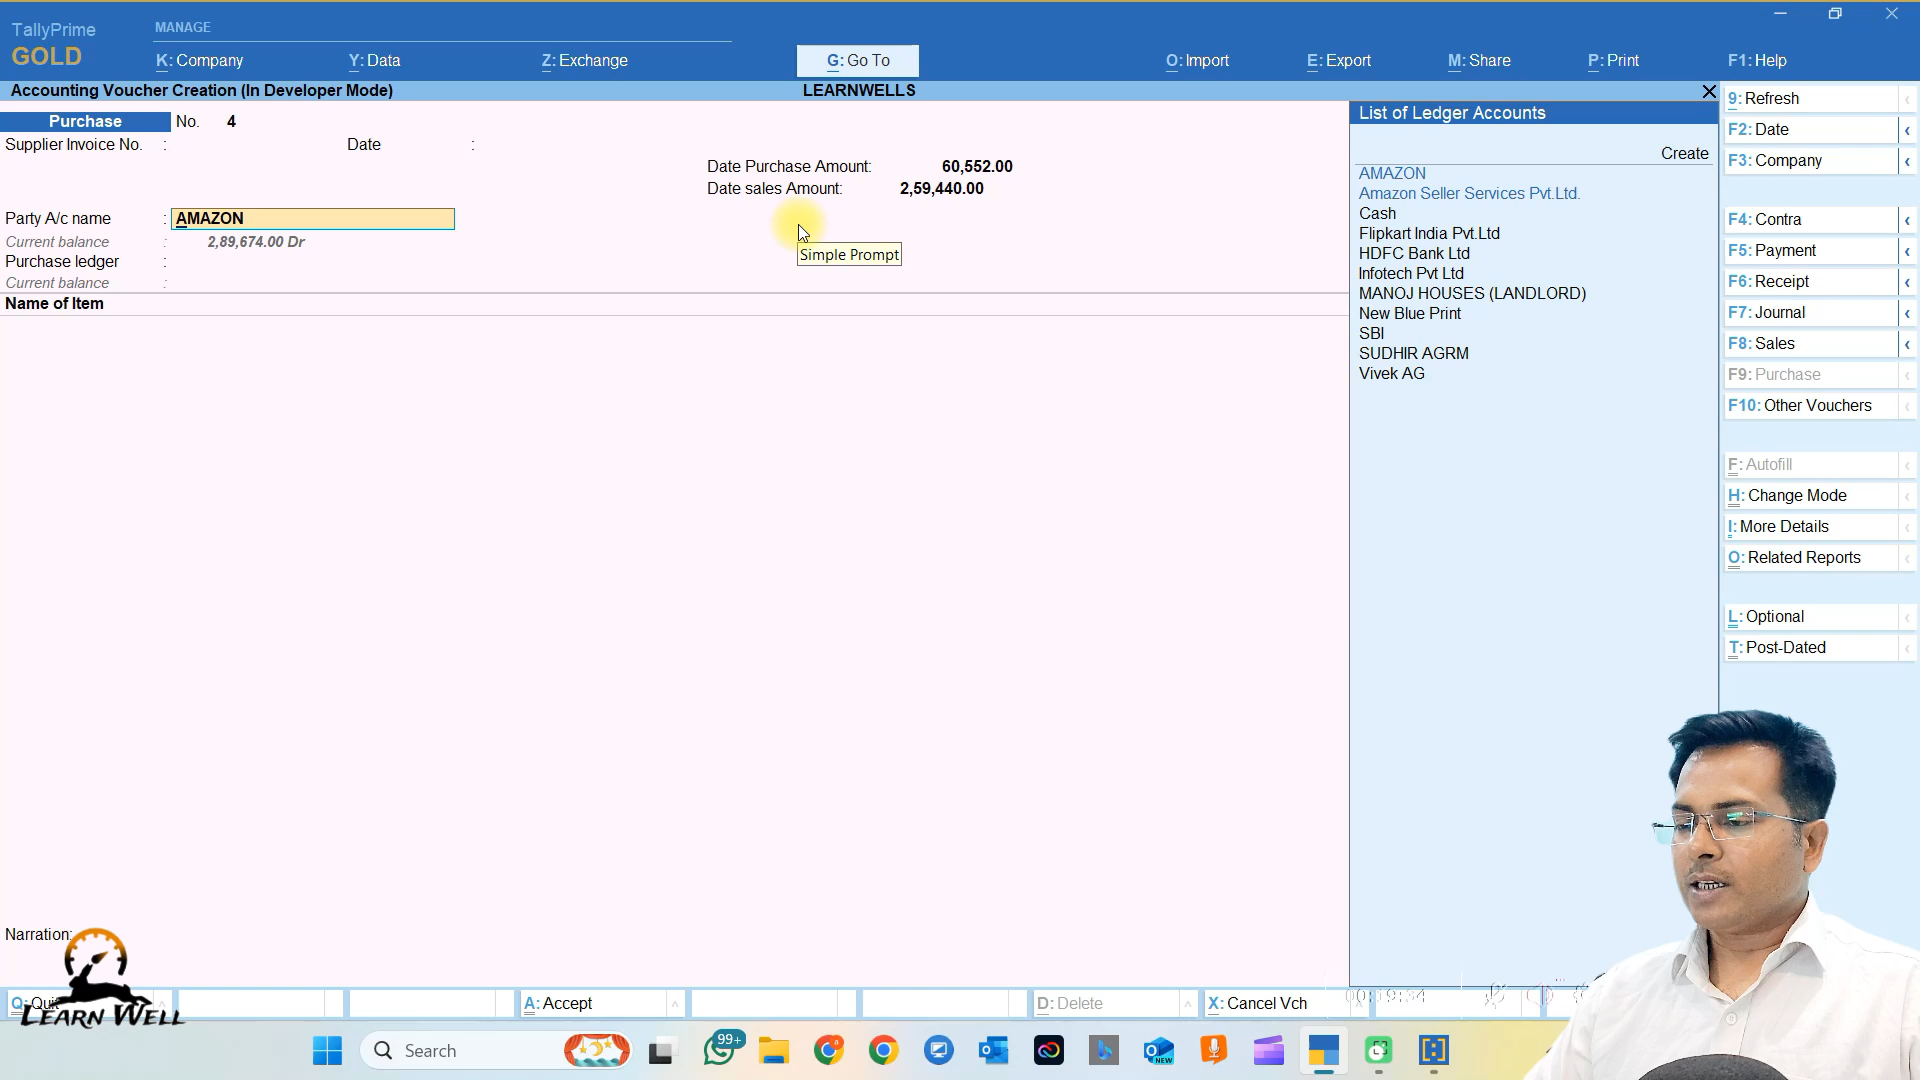 TallyPrime
GOLD
MANAGE
K: Company
Y: Data
Z: Exchange
G: Go To
O: Import
E: Export
M: Share
P: Print
F1: Help
Accounting Voucher Creation (In Developer Mode)
LEARNWELLS
Purchase No. 4
Supplier Invoice No. : Date :
Date Purchase Amount: 60,552.00
Date sales Amount: 2,59,440.00
Party A/c name : AMAZON
Current balance : 2,89,674.00 Dr
Purchase ledger :
Current balance :
Simple Prompt
Name of Item
List of Ledger Accounts
Create
AMAZON
Amazon Seller Services Pvt.Ltd.
Cash
Flipkart India Pvt.Ltd
HDFC Bank Ltd
Infotech Pvt Ltd
MANOJ HOUSES (LANDLORD)
New Blue Print
SBI
SUDHIR AGRM
Vivek AG
9: Refresh
F2: Date
F3: Company
F4: Contra
F5: Payment
F6: Receipt
F7: Journal
F8: Sales
F9: Purchase
F10: Other Vouchers
F: Autofill
H: Change Mode
I: More Details
O: Related Reports
L: Optional
T: Post-Dated
Narration:
Q: Quit
A: Accept
D: Delete
X: Cancel Vch
LEARN WELL
Search
99+
NEW